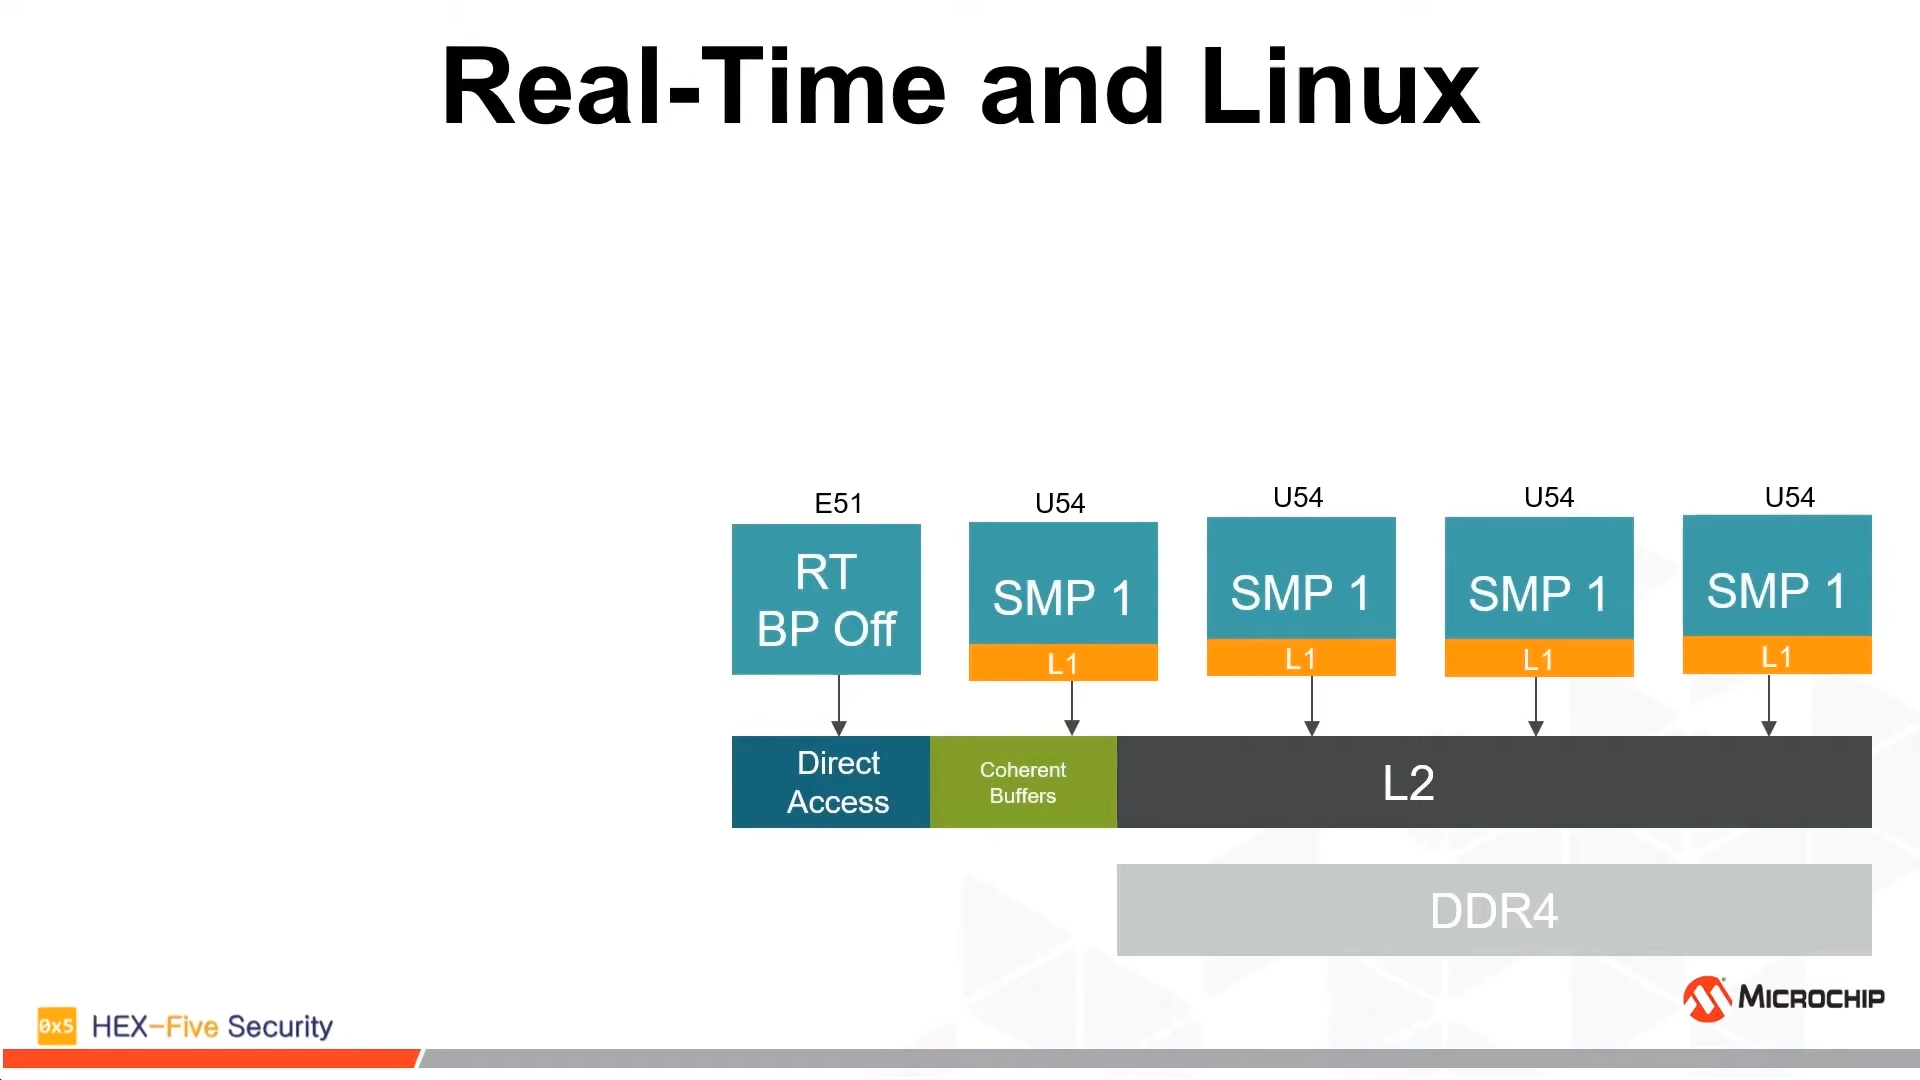 Real-Time and Linux
E51
U54
U54
U54
U54
RT
BP Off
SMP 1
SMP 1
SMP 1
SMP 1
L1
L1
L1
L1
Direct
Access
Coherent
Buffers
L2
DDR4
0x5 HEX-Five Security
MICROCHIP